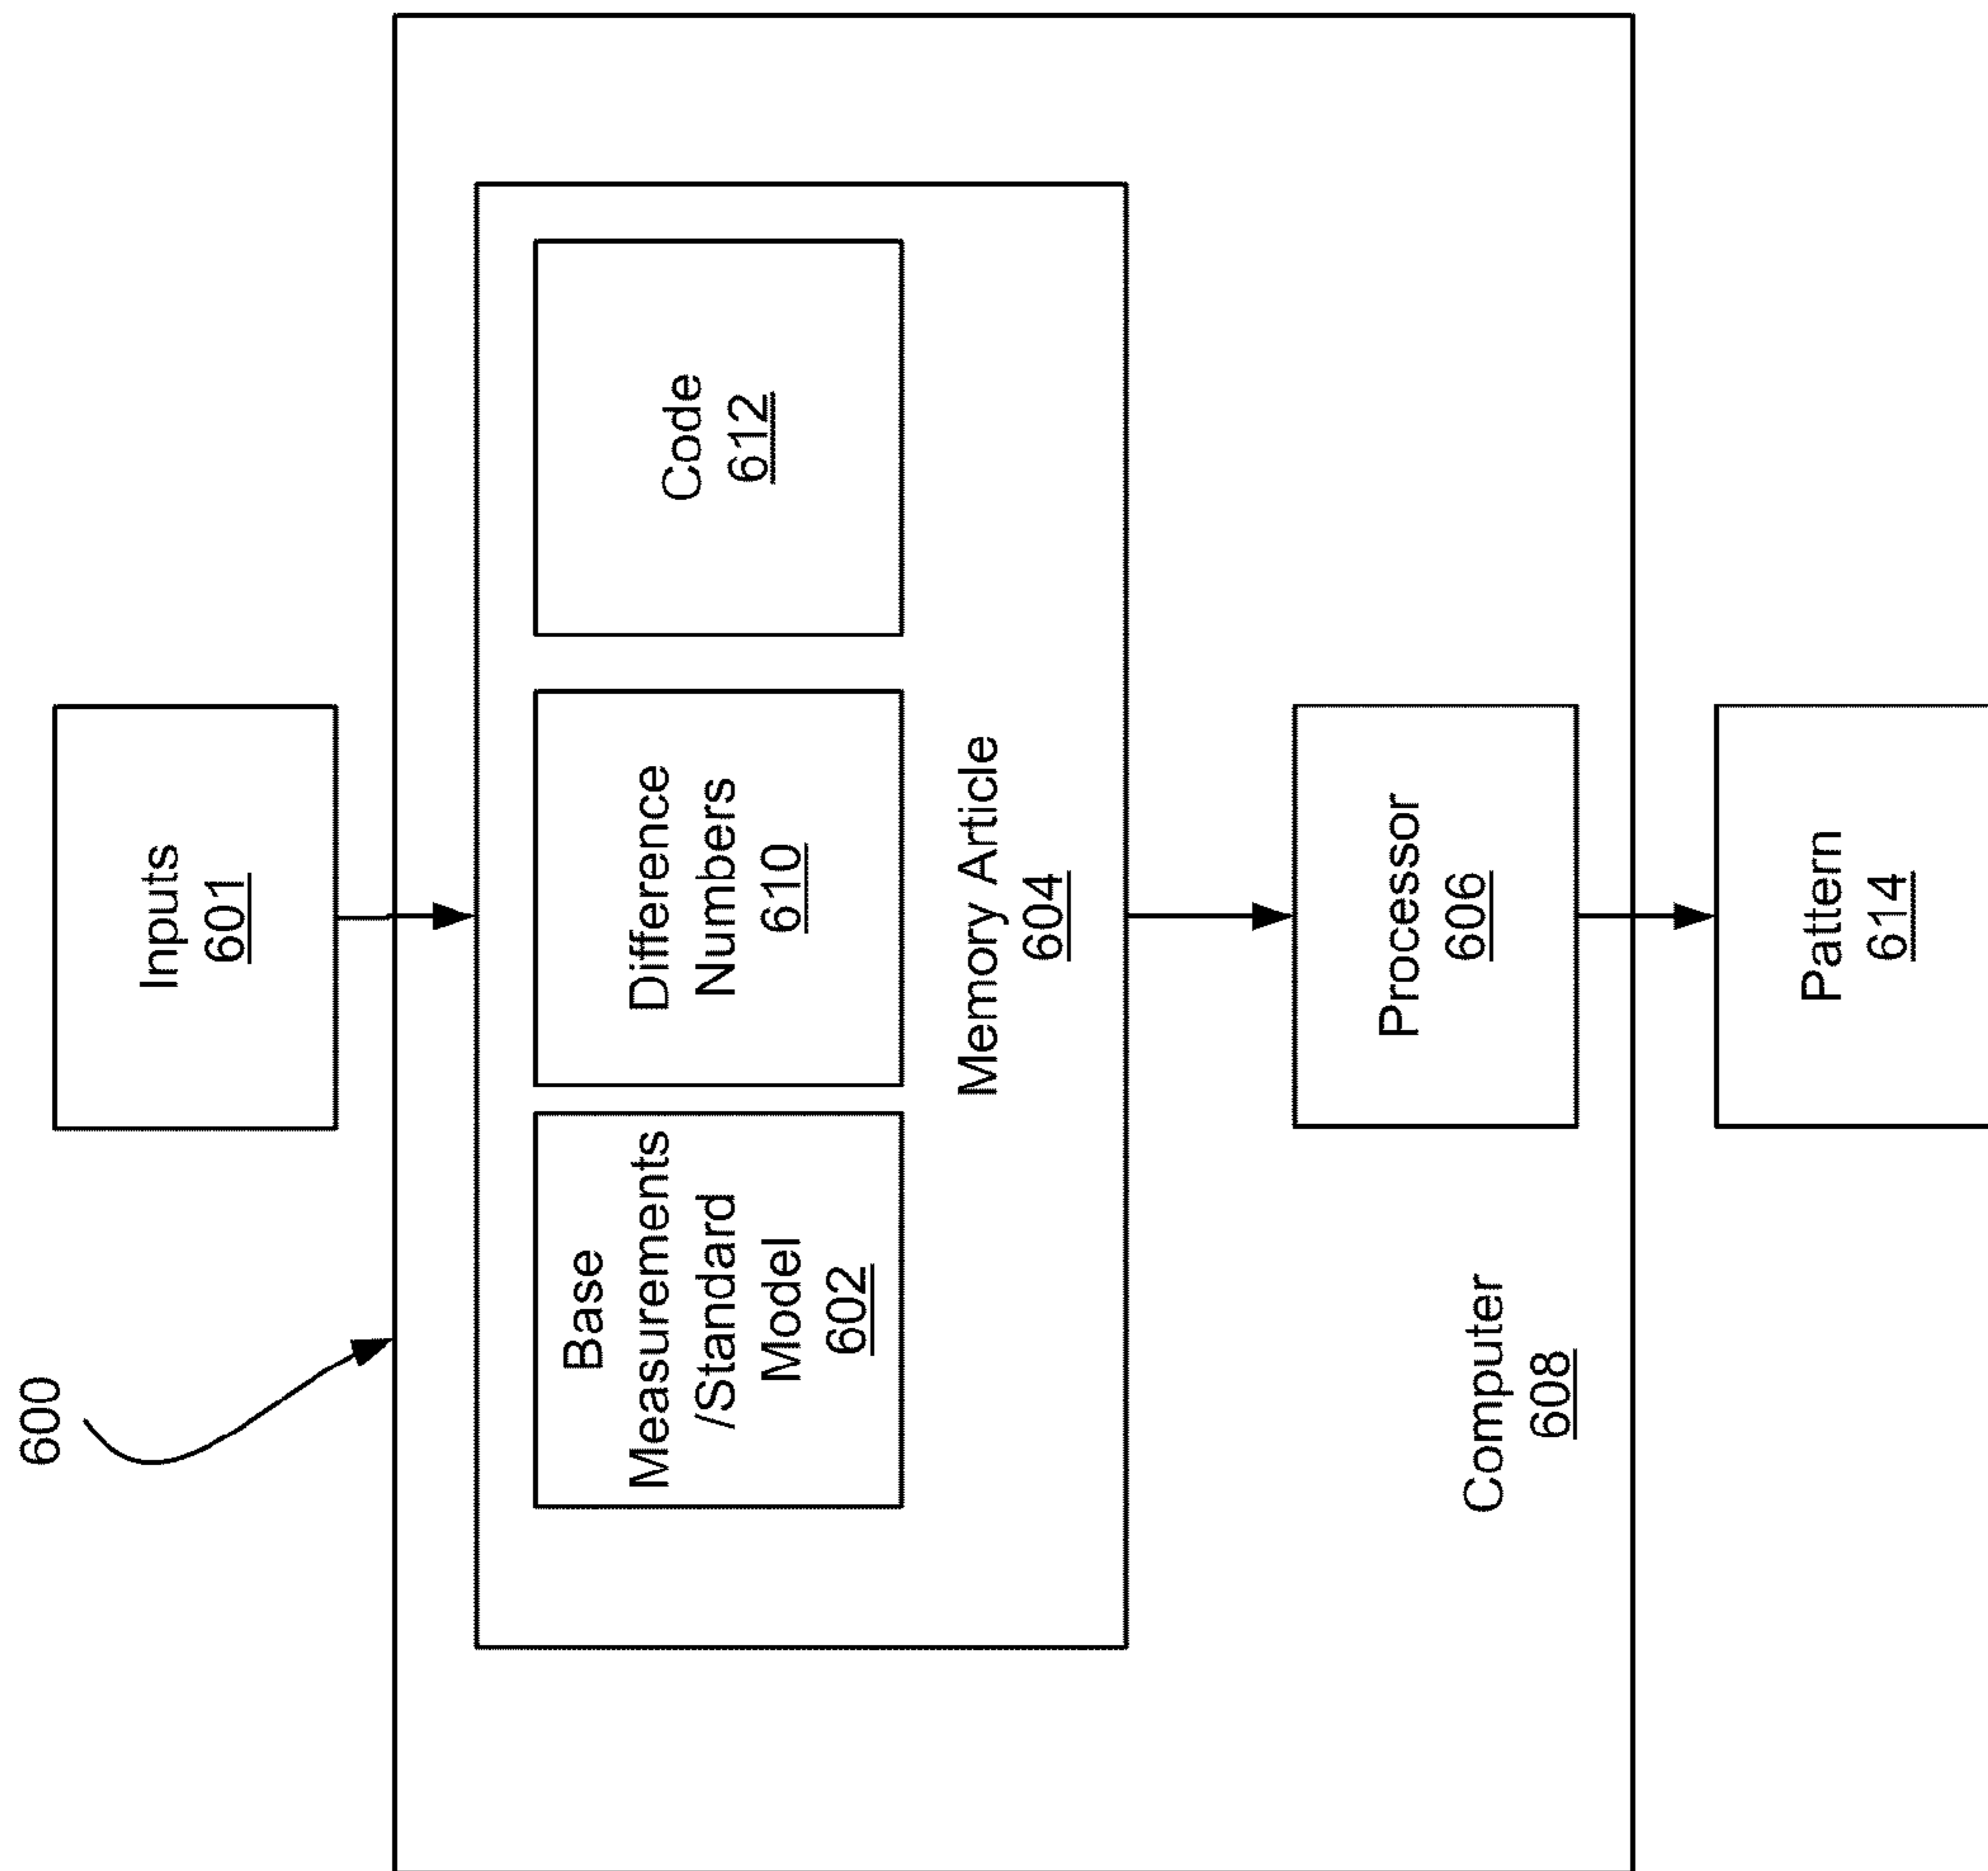 600
Inputs
601
Base
Measurements
/Standard
Model
602
Difference
Numbers
610
Code
612
Memory Article
604
Processor
606
Computer
608
Pattern
614